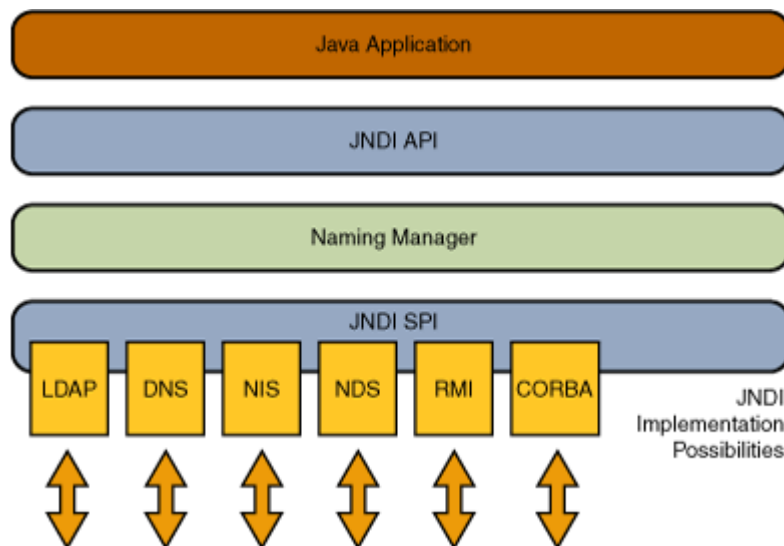 Java Application
JNDI API
Naming Manager
JNDI SPI
LDAP
DNS
NIS
NDS
RMI
CORBA
JNDI
Implementation
Possibilities